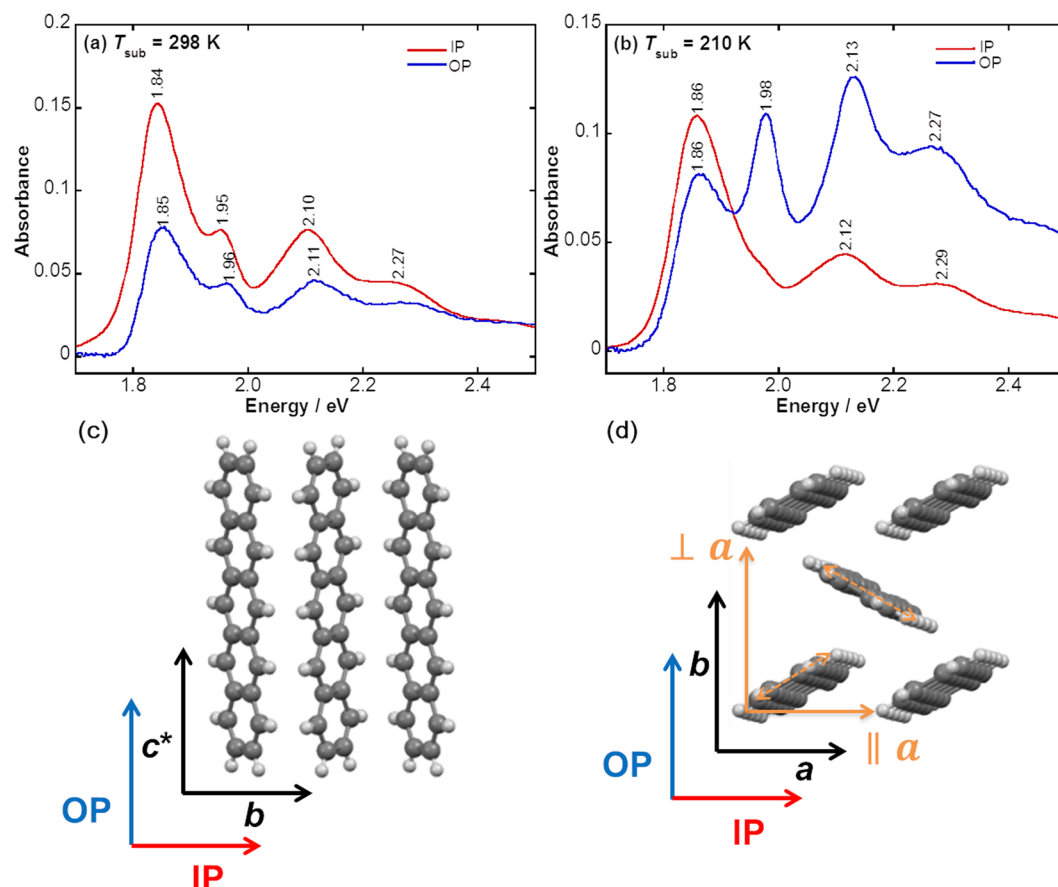 (a) T_sub = 298 K
IP
OP
0.2
0.15
0.1
0.05
0
Absorbance
1.84
1.95
2.10
1.85
1.96
2.11
2.27
1.8
2.0
2.2
2.4
Energy / eV
(b) T_sub = 210 K
IP
OP
0.15
0.1
0.05
0
Absorbance
1.86
1.86
1.98
2.13
2.27
2.12
2.29
1.8
2.0
2.2
2.4
Energy / eV
(c)
c*
b
OP
IP
(d)
⊥ a
b
∥ a
a
OP
IP